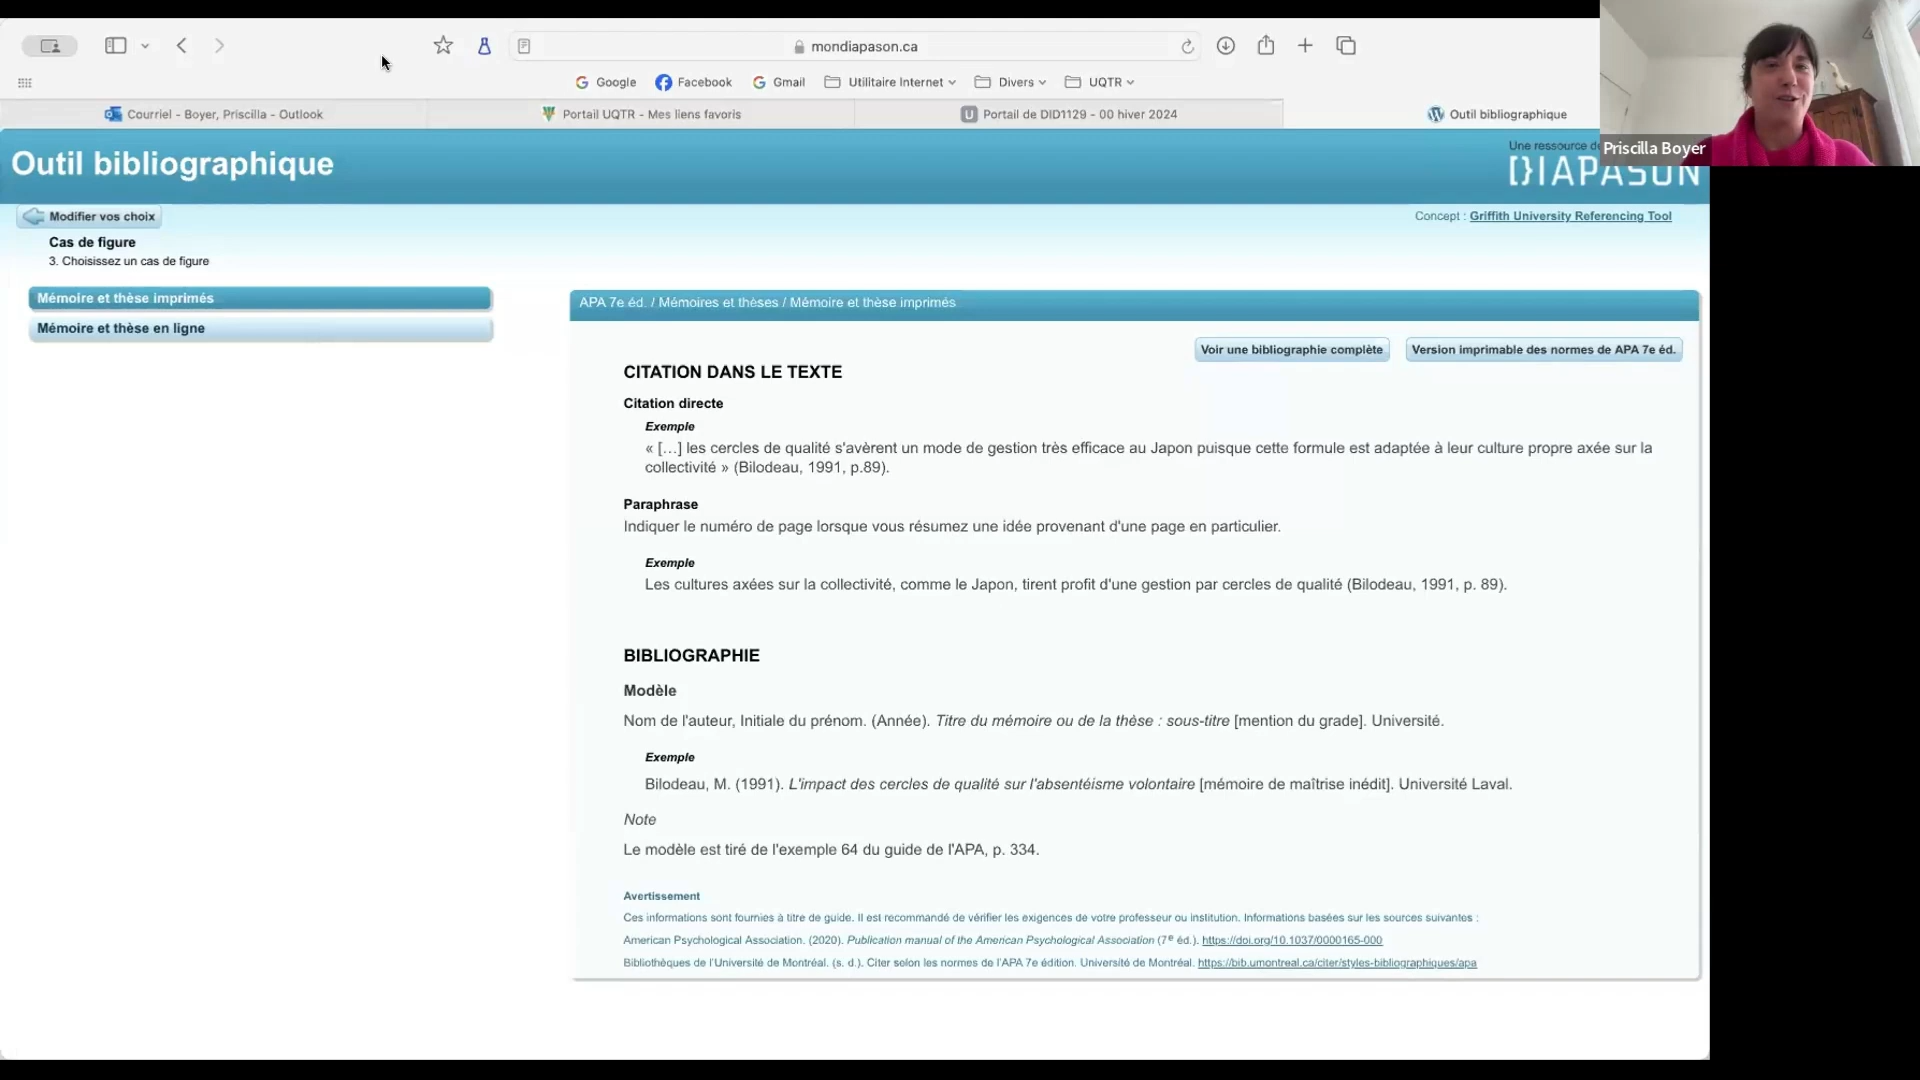 mondiapason.ca
Google Facebook Gmail Utilitaire Internet Divers UQTR
Courriel - Boyer, Priscilla - Outlook Portail UQTR - Mes liens favoris Portail de DID1129 - 00 hiver 2024 Outil bibliographique
Priscilla Boyer
Outil bibliographique
Une ressource
DIAPASON
Modifier vos choix
Concept : Griffith University Referencing Tool
Cas de figure
3. Choisissez un cas de figure
Mémoire et thèse imprimés
Mémoire et thèse en ligne
APA 7e éd. / Mémoires et thèses / Mémoire et thèse imprimés
Voir une bibliographie complète Version imprimable des normes de APA 7e éd.
CITATION DANS LE TEXTE
Citation directe
Exemple
« [...] les cercles de qualité s'avèrent un mode de gestion très efficace au Japon puisque cette formule est adaptée à leur culture propre axée sur la
collectivité » (Bilodeau, 1991, p.89).
Paraphrase
Indiquer le numéro de page lorsque vous résumez une idée provenant d'une page en particulier.
Exemple
Les cultures axées sur la collectivité, comme le Japon, tirent profit d'une gestion par cercles de qualité (Bilodeau, 1991, p. 89).
BIBLIOGRAPHIE
Modèle
Nom de l'auteur, Initiale du prénom. (Année). Titre du mémoire ou de la thèse : sous-titre [mention du grade]. Université.
Exemple
Bilodeau, M. (1991). L'impact des cercles de qualité sur l'absentéisme volontaire [mémoire de maîtrise inédit]. Université Laval.
Note
Le modèle est tiré de l'exemple 64 du guide de l'APA, p. 334.
Avertissement
Ces informations sont fournies à titre de guide. Il est recommandé de vérifier les exigences de votre professeur ou institution. Informations basées sur les sources suivantes :
American Psychological Association. (2020). Publication manual of the American Psychological Association (7e éd.). https://doi.org/10.1037/0000165-000
Bibliothèques de l'Université de Montréal. (s. d.). Citer selon les normes de l'APA 7e édition. Université de Montréal. https://bib.umontreal.ca/citer/styles-bibliographiques/apa